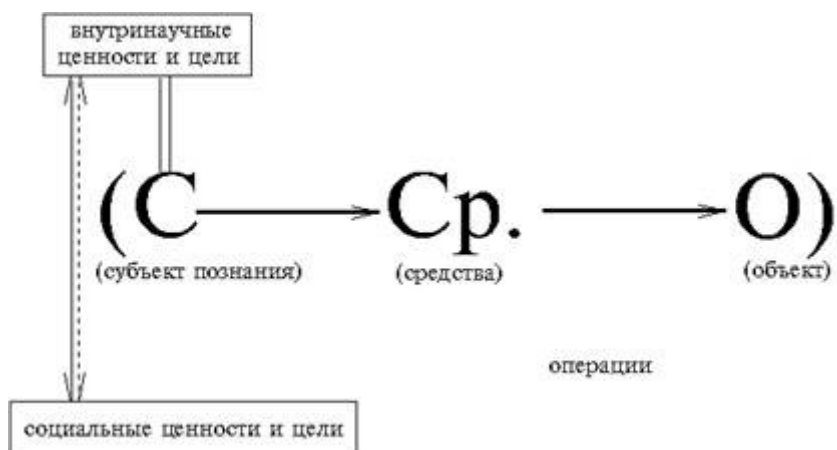 внутринаучные
ценности и цели
(С Ср. О)
(субъект познания) (средства) (объект)
операции
социальные ценности и цели